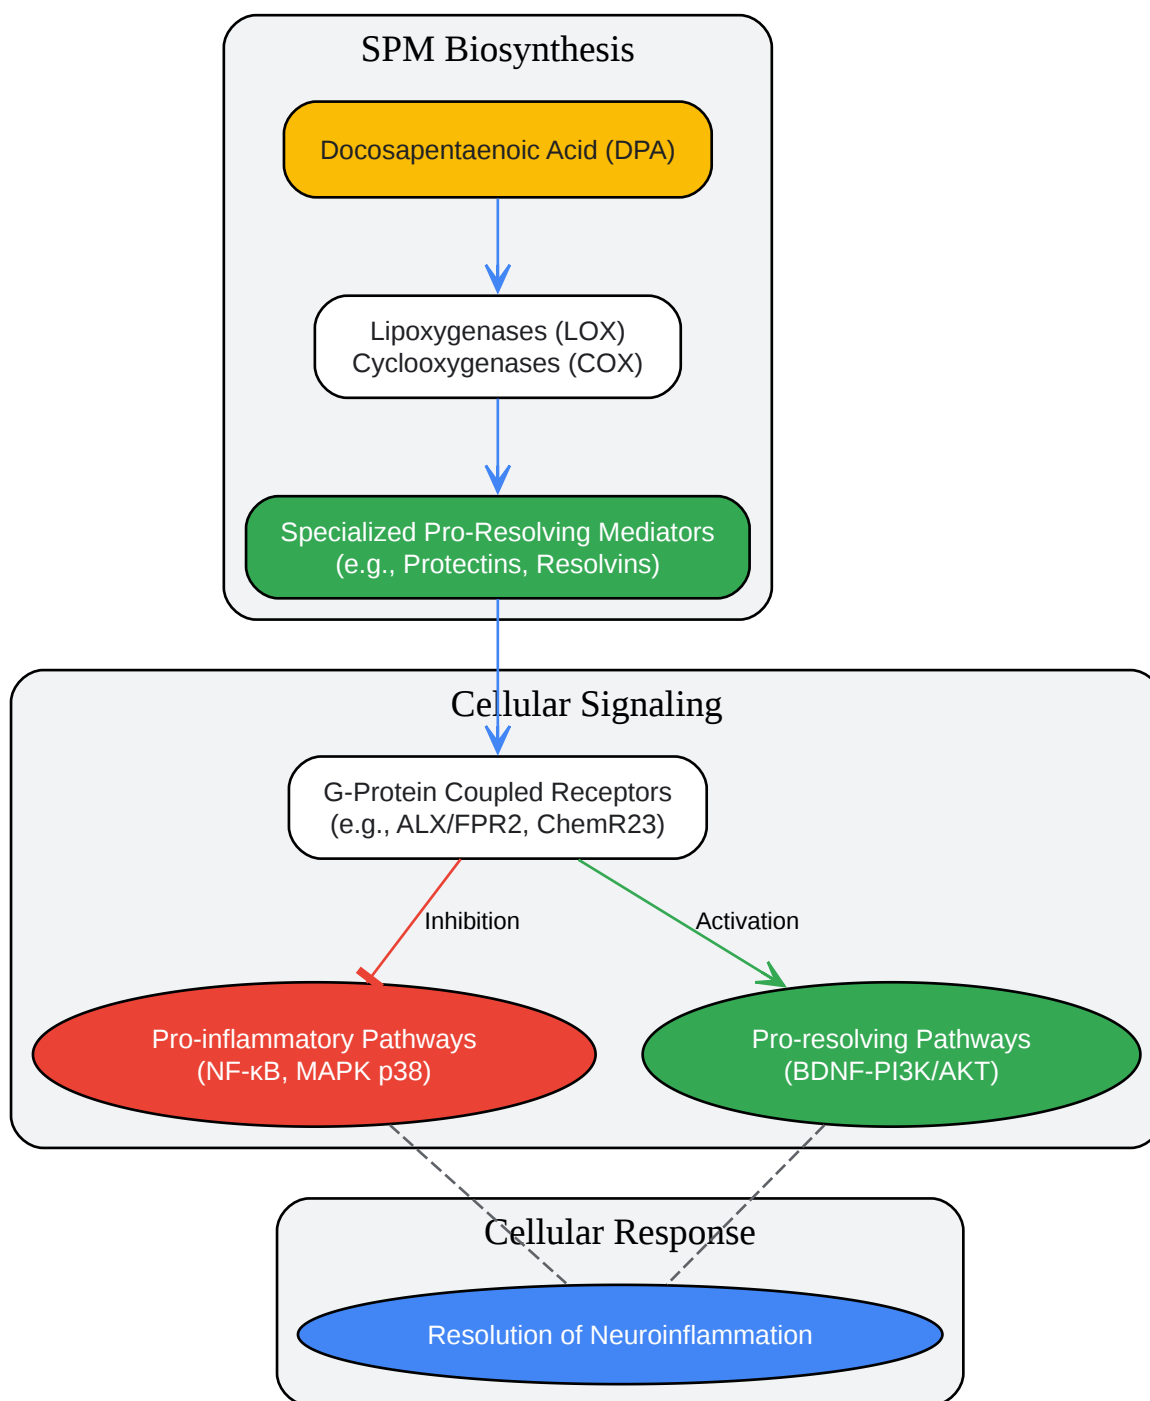 SPM Biosynthesis
Docosapentaenoic Acid (DPA)
Lipoxygenases (LOX)
Cyclooxygenases (COX)
Specialized Pro-Resolving Mediators
(e.g., Protectins, Resolvins)
Cellular Signaling
G-Protein Coupled Receptors
(e.g., ALX/FPR2, ChemR23)
Inhibition
Activation
Pro-inflammatory Pathways
(NF-κB, MAPK p38)
Pro-resolving Pathways
(BDNF-PI3K/AKT)
Cellular Response
Resolution of Neuroinflammation